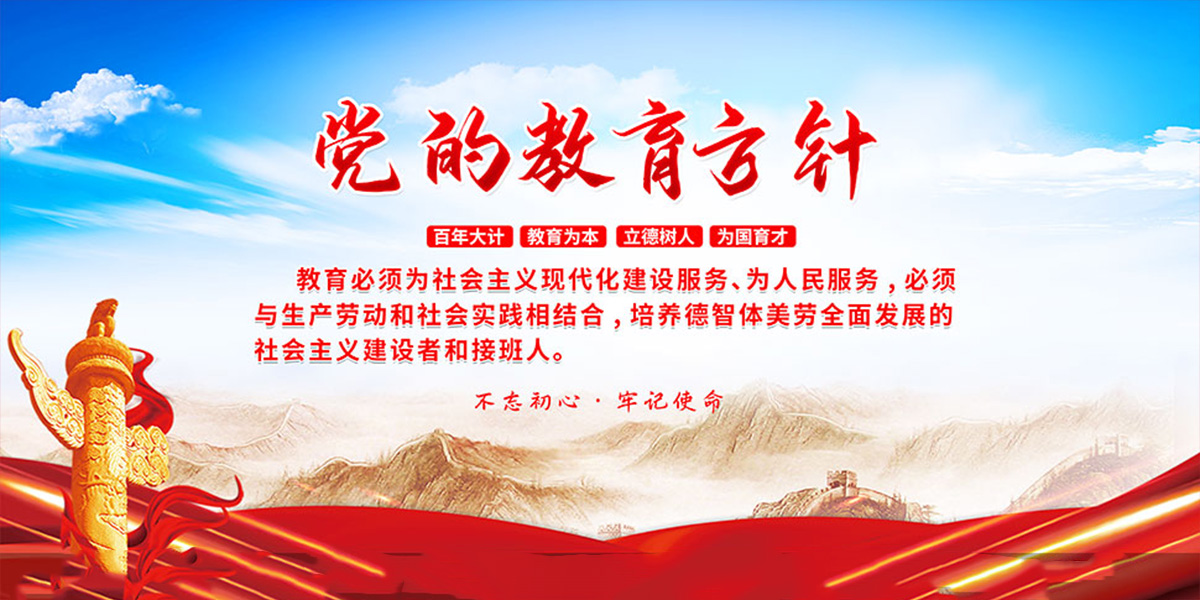 党的教育方针
百年大计 教育为本 立德树人 为国育才
教育必须为社会主义现代化建设服务、为人民服务,必须
与生产劳动和社会实践相结合,培养德智体美劳全面发展的
社会主义建设者和接班人。
不忘初心·牢记使命